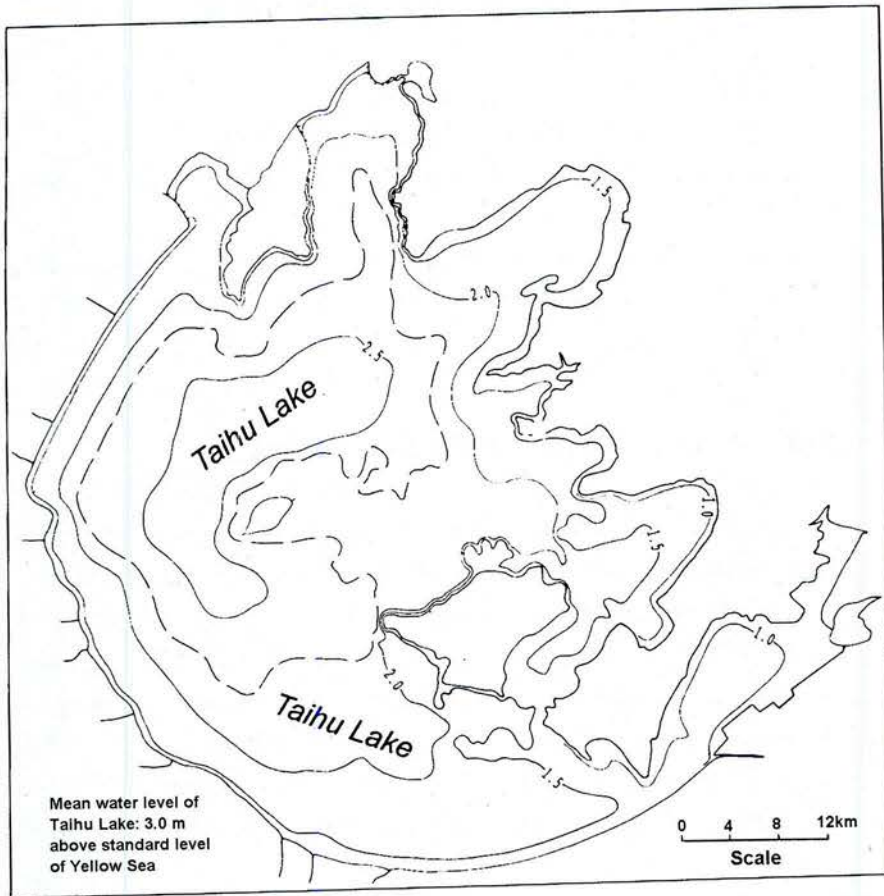 1.5
2.0
2.5
Taihu Lake
1.0
1.5
1.0
2.0
Taihu Lake
1.5
Mean water level of
Taihu Lake: 3.0 m
above standard level
of Yellow Sea
0 4 8 12km
Scale